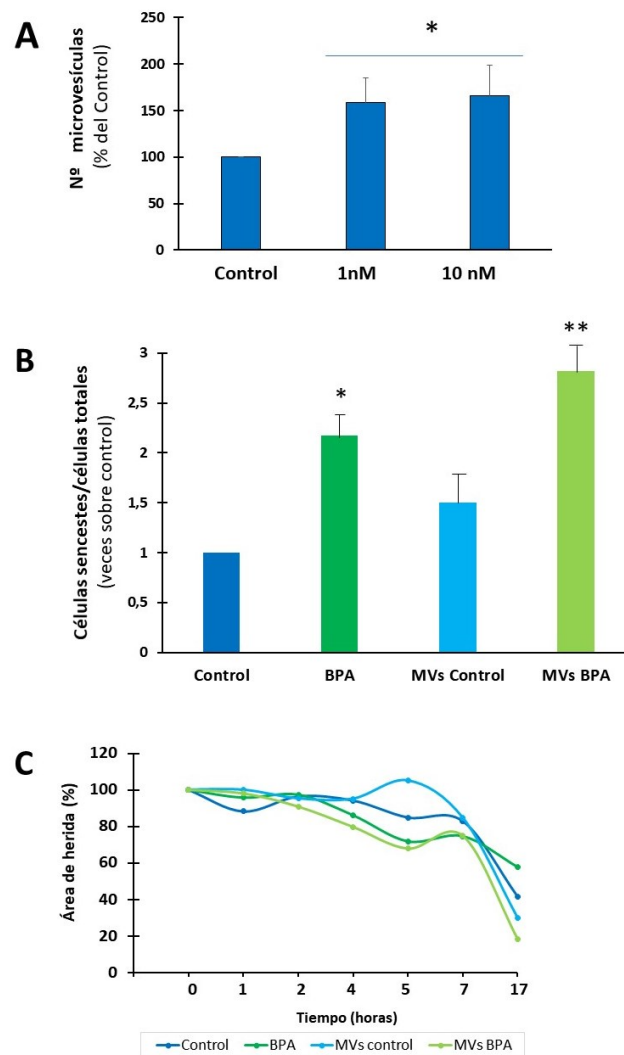 A
Nº microvesículas
(% del Control)
250
200
150
100
50
0
*
Control 1nM 10 nM
B
Células sencestes/células totales
(veces sobre control)
3
2,5
2
1,5
1
0,5
0
*
**
Control BPA MVs Control MVs BPA
C
Área de herida (%)
120
100
80
60
40
20
0
0 1 2 4 5 7 17
Tiempo (horas)
Control BPA MVs control MVs BPA